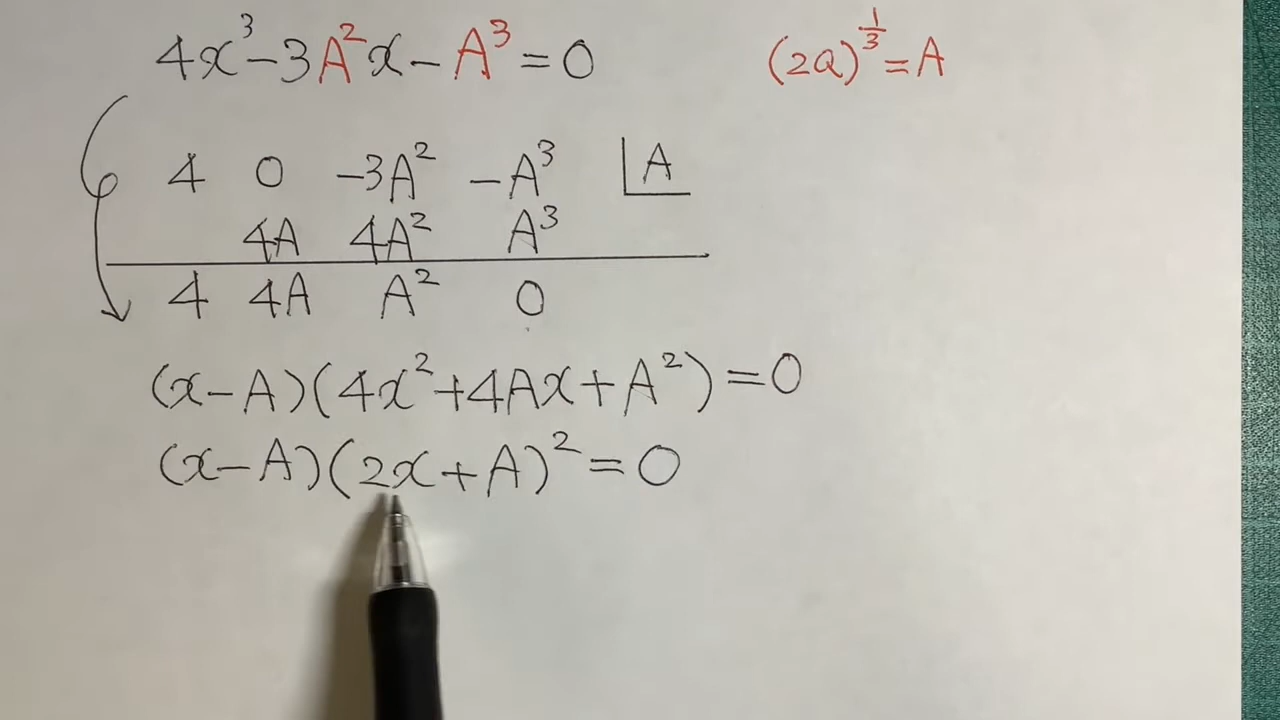 4x³-3A²x-A³=0
(2a)^{1/3}=A
4 0 -3A² -A³ A
4A 4A² A³
4 4A A² 0
(x-A)(4x²+4Ax+A²)=0
(x-A)(2x+A)²=0